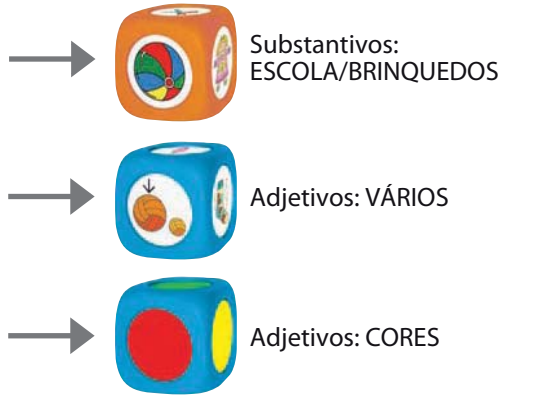 Substantivos:
ESCOLA/BRINQUEDOS
Adjetivos: VÁRIOS
Adjetivos: CORES